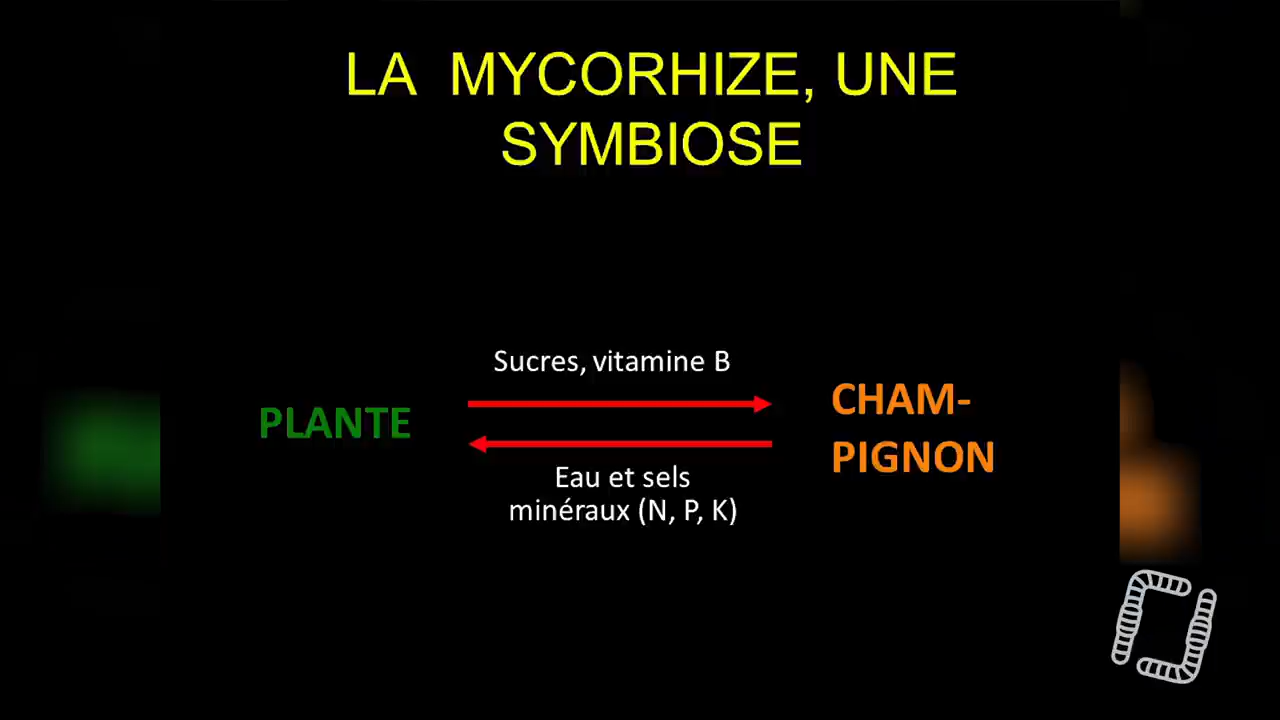 LA MYCORHIZE, UNE
SYMBIOSE
Sucres, vitamine B
PLANTE
CHAM-
PIGNON
Eau et sels
minéraux (N, P, K)